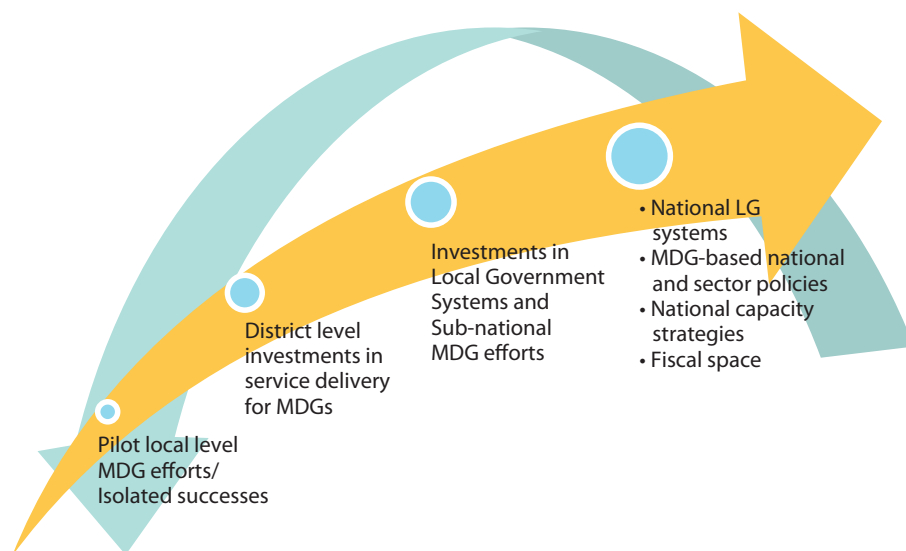 Pilot local level
MDG efforts/
Isolated successes
District level
investments in
service delivery
for MDGs
Investments in
Local Government
Systems and
Sub-national
MDG efforts
• National LG
systems
• MDG-based national
and sector policies
• National capacity
strategies
• Fiscal space